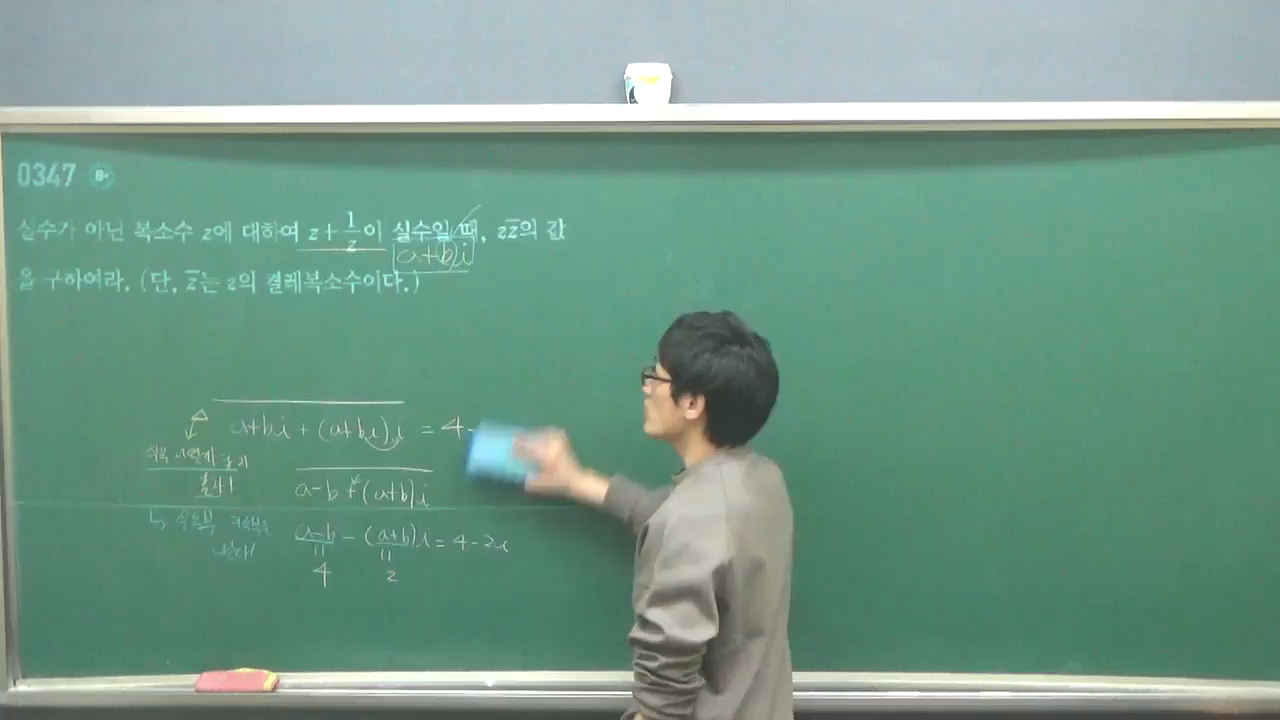 0347 B+
실수가 아닌 복소수 z에 대하여 z + 1/z이 실수일 때, zz̄의 값
a+bi
을 구하여라. (단, z̄는 z의 켤레복소수이다.)
a+bi + (a+bi)i = 4-
a-b + (a+b)i
a-b - (a+b)i = 4-2i
4 2